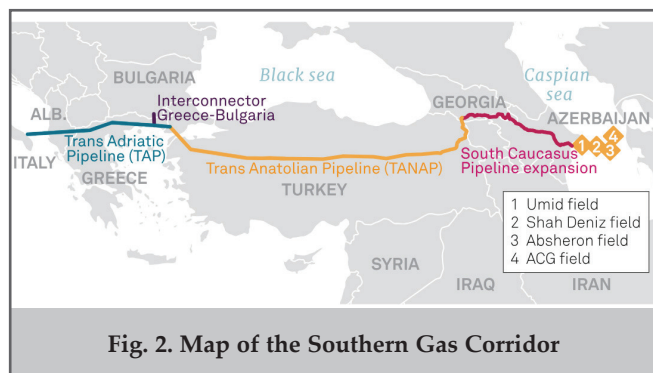 BULGARIA
Black sea
Caspian
sea
Interconnector
Greece-Bulgaria
GEORGIA
AZERBAIJAN
ALB.
Trans Adriatic
Pipeline (TAP)
ITALY
GREECE
Trans Anatolian Pipeline (TANAP)
TURKEY
South Caucasus
Pipeline expansion
1
2
3
4
1 Umid field
2 Shah Deniz field
3 Absheron field
4 ACG field
SYRIA
IRAQ
IRAN
Fig. 2. Map of the Southern Gas Corridor